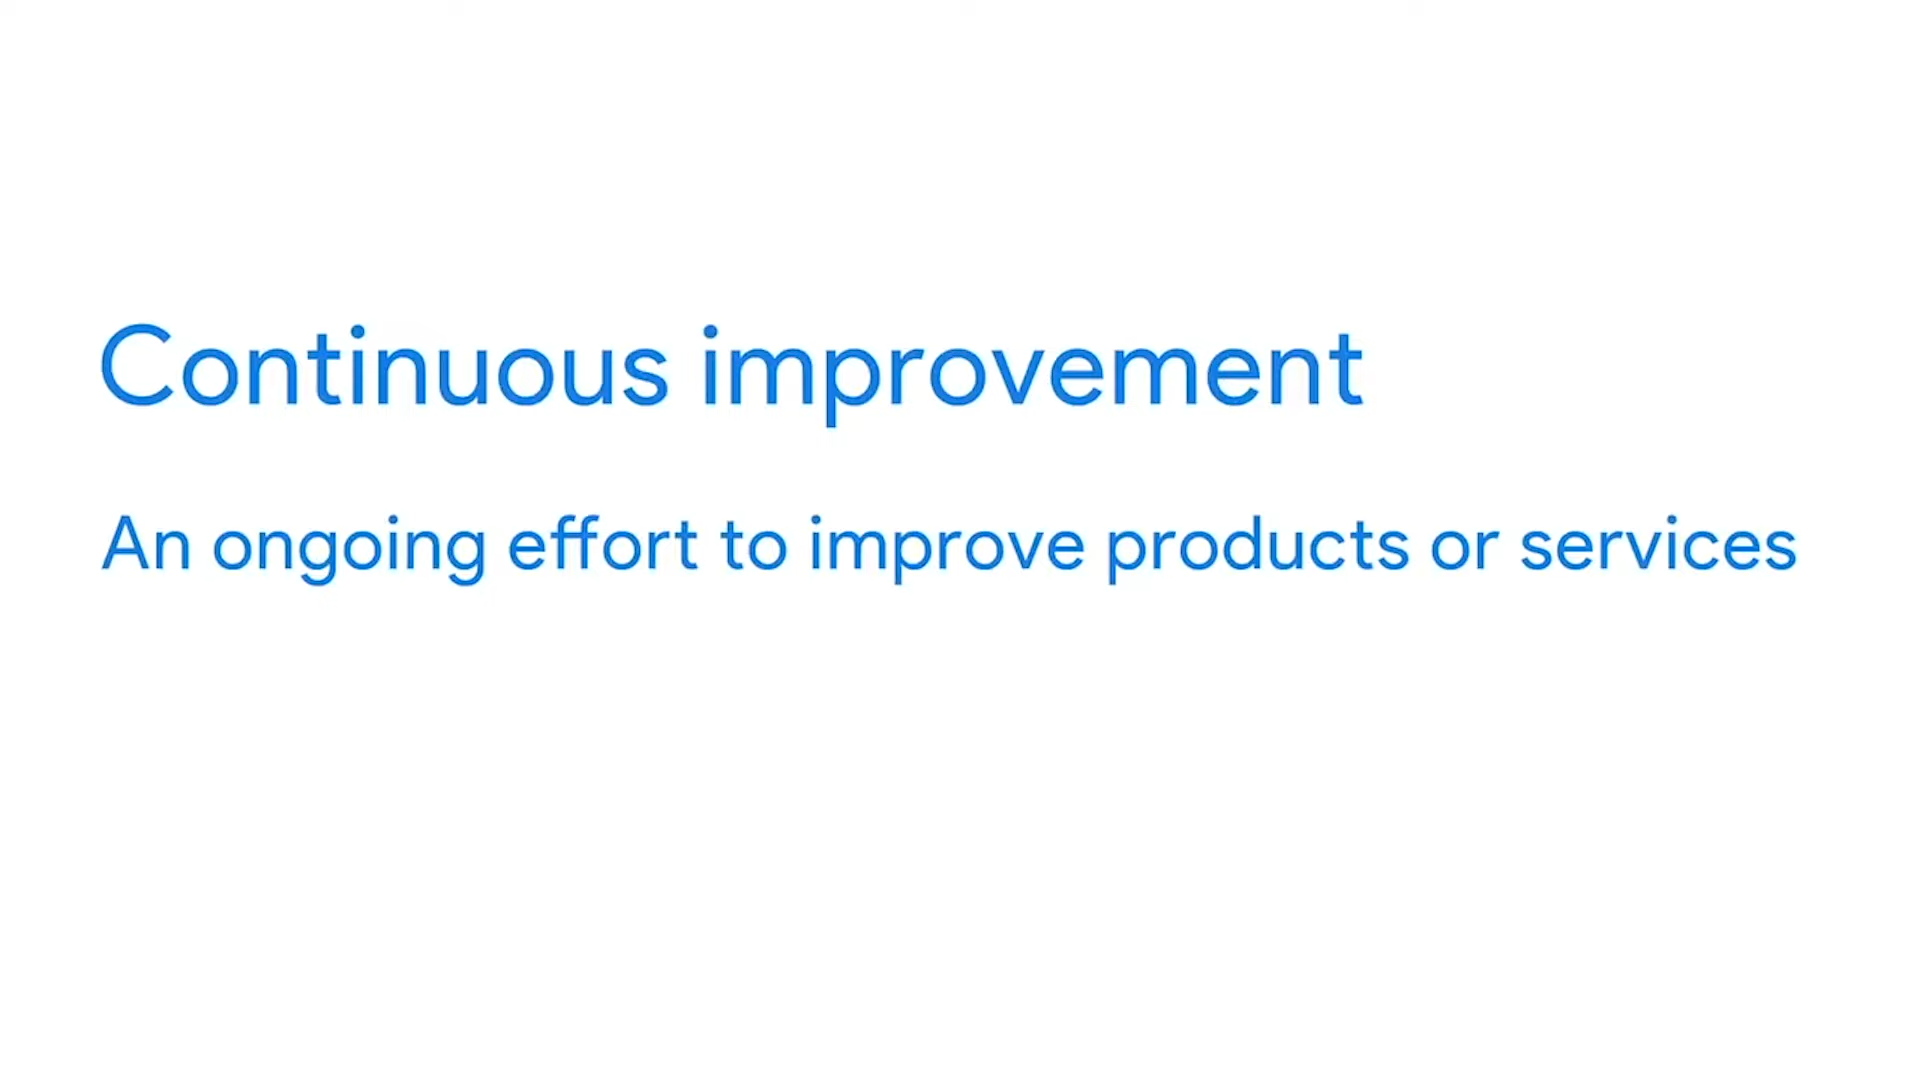 Continuous improvement
An ongoing effort to improve products or services